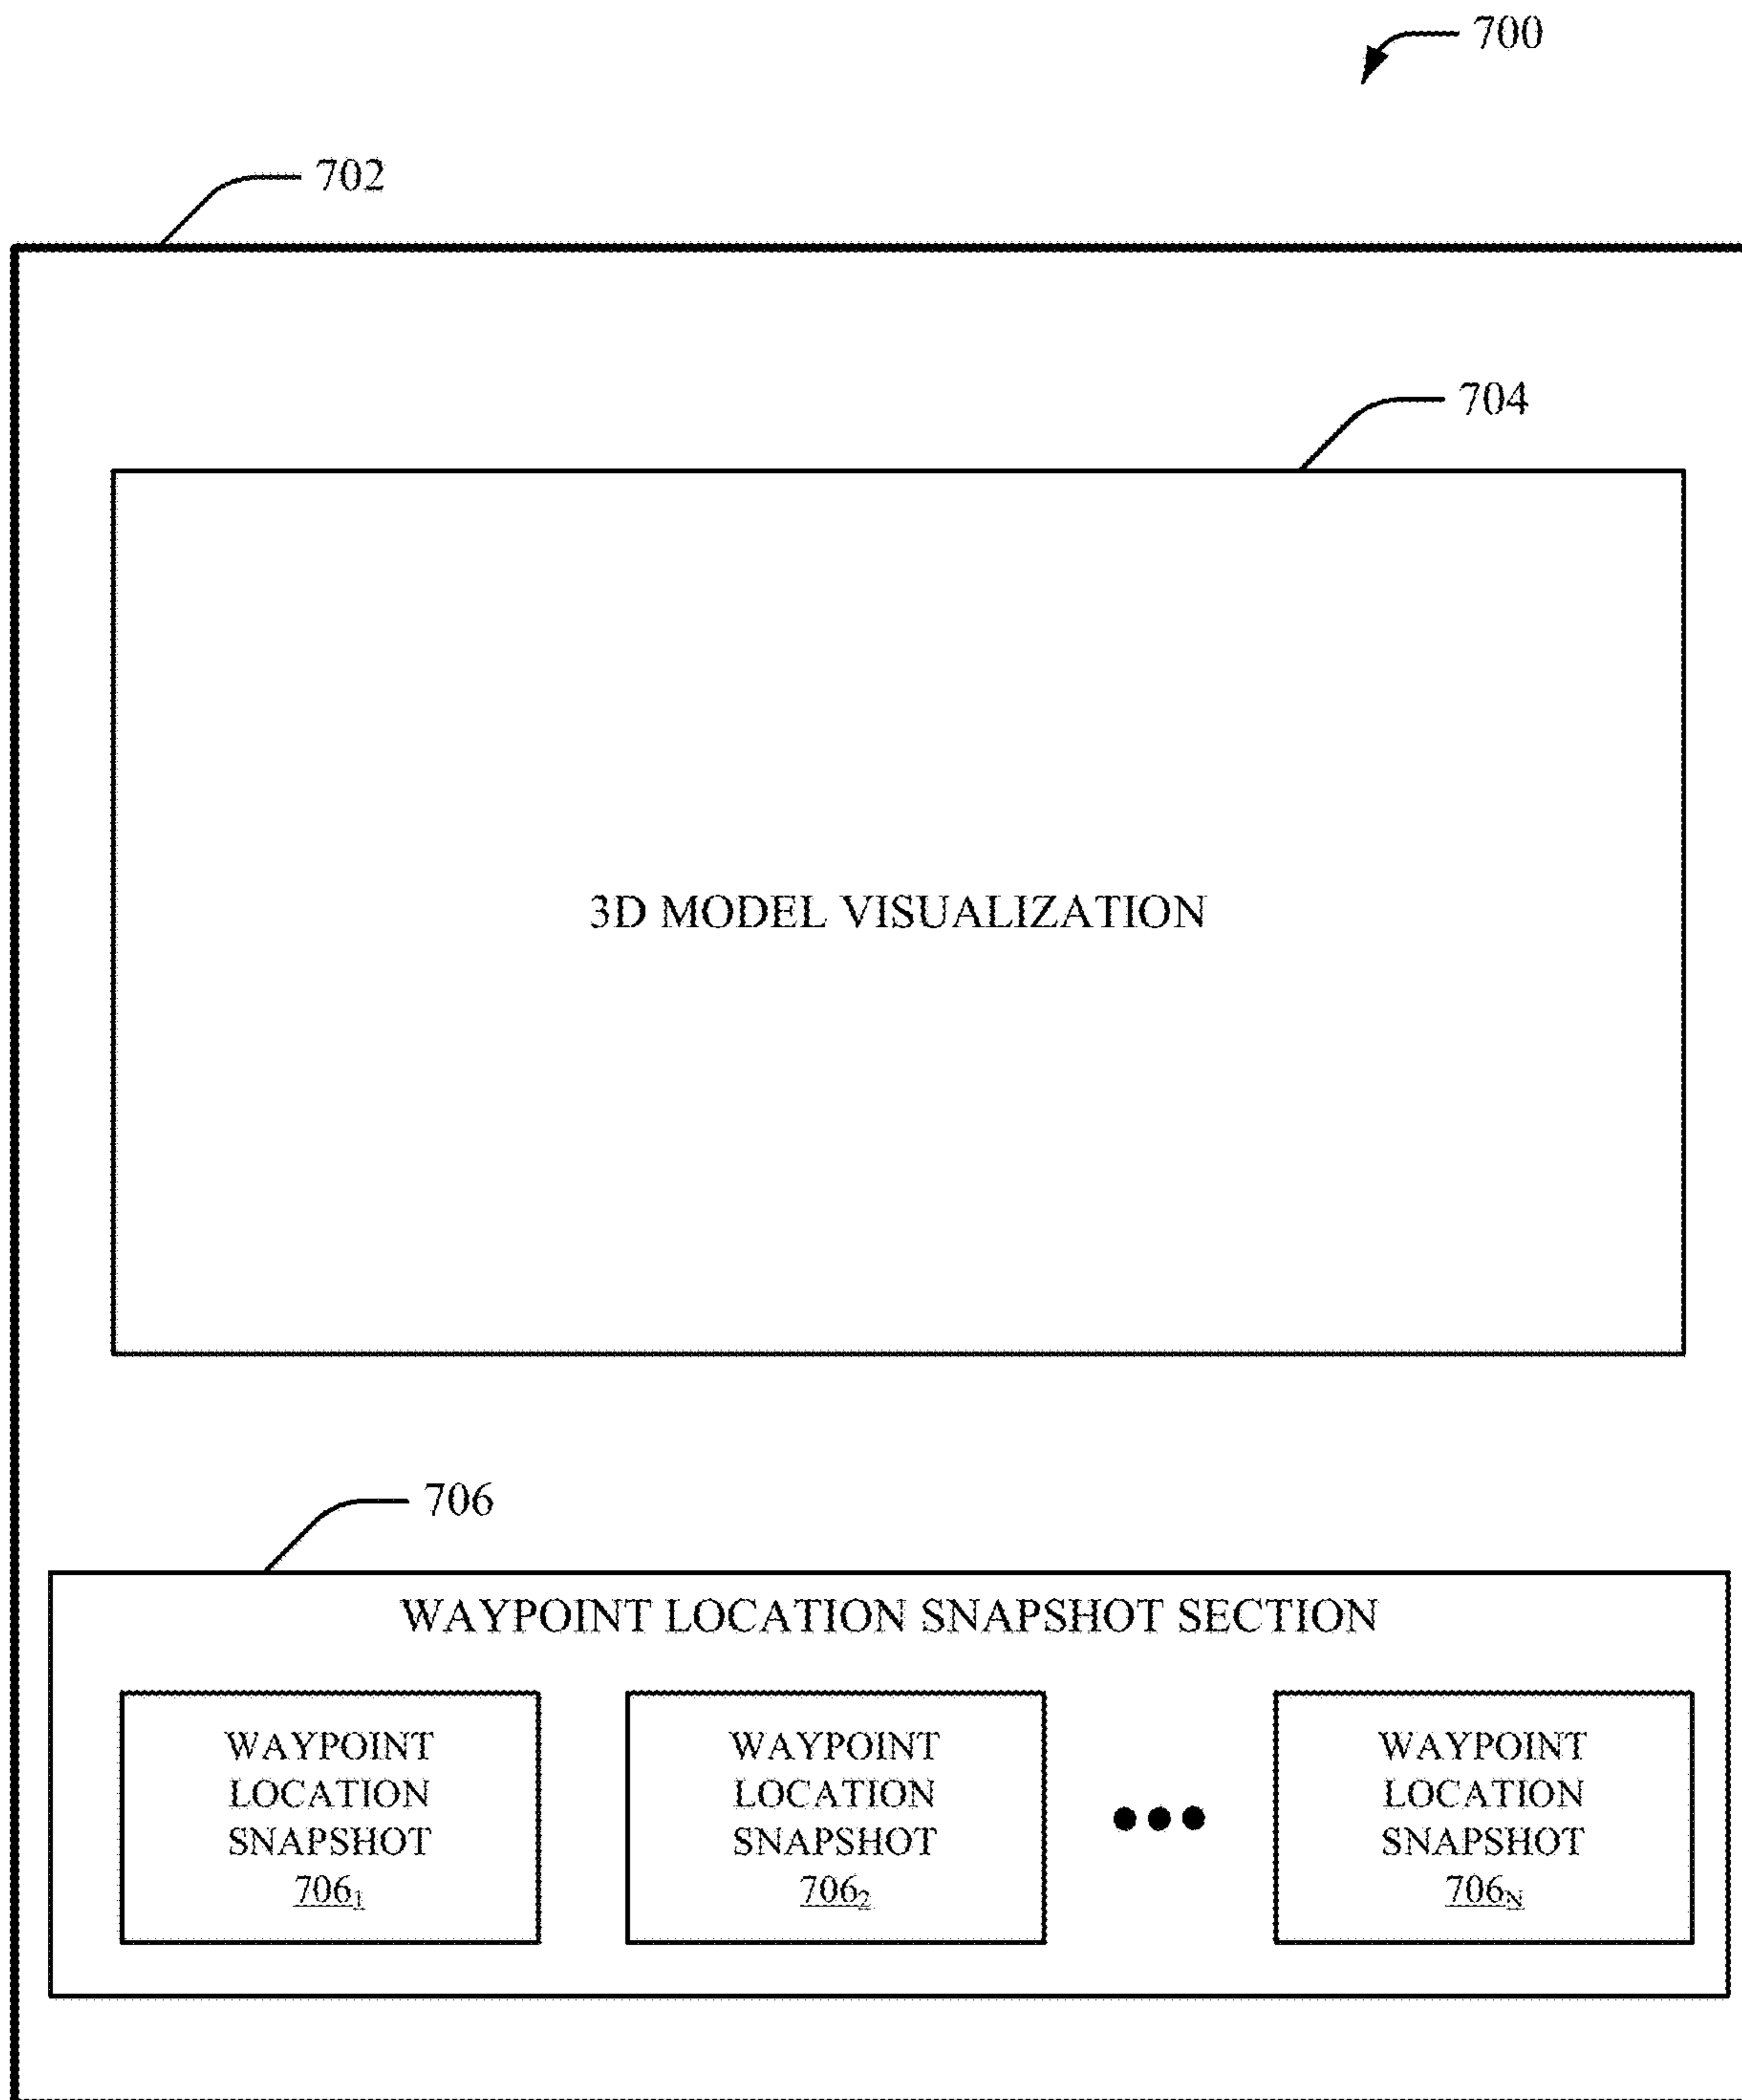 700
702
704
3D MODEL VISUALIZATION
706
WAYPOINT LOCATION SNAPSHOT SECTION
WAYPOINT
LOCATION
SNAPSHOT
706₁
WAYPOINT
LOCATION
SNAPSHOT
706₂
WAYPOINT
LOCATION
SNAPSHOT
706N